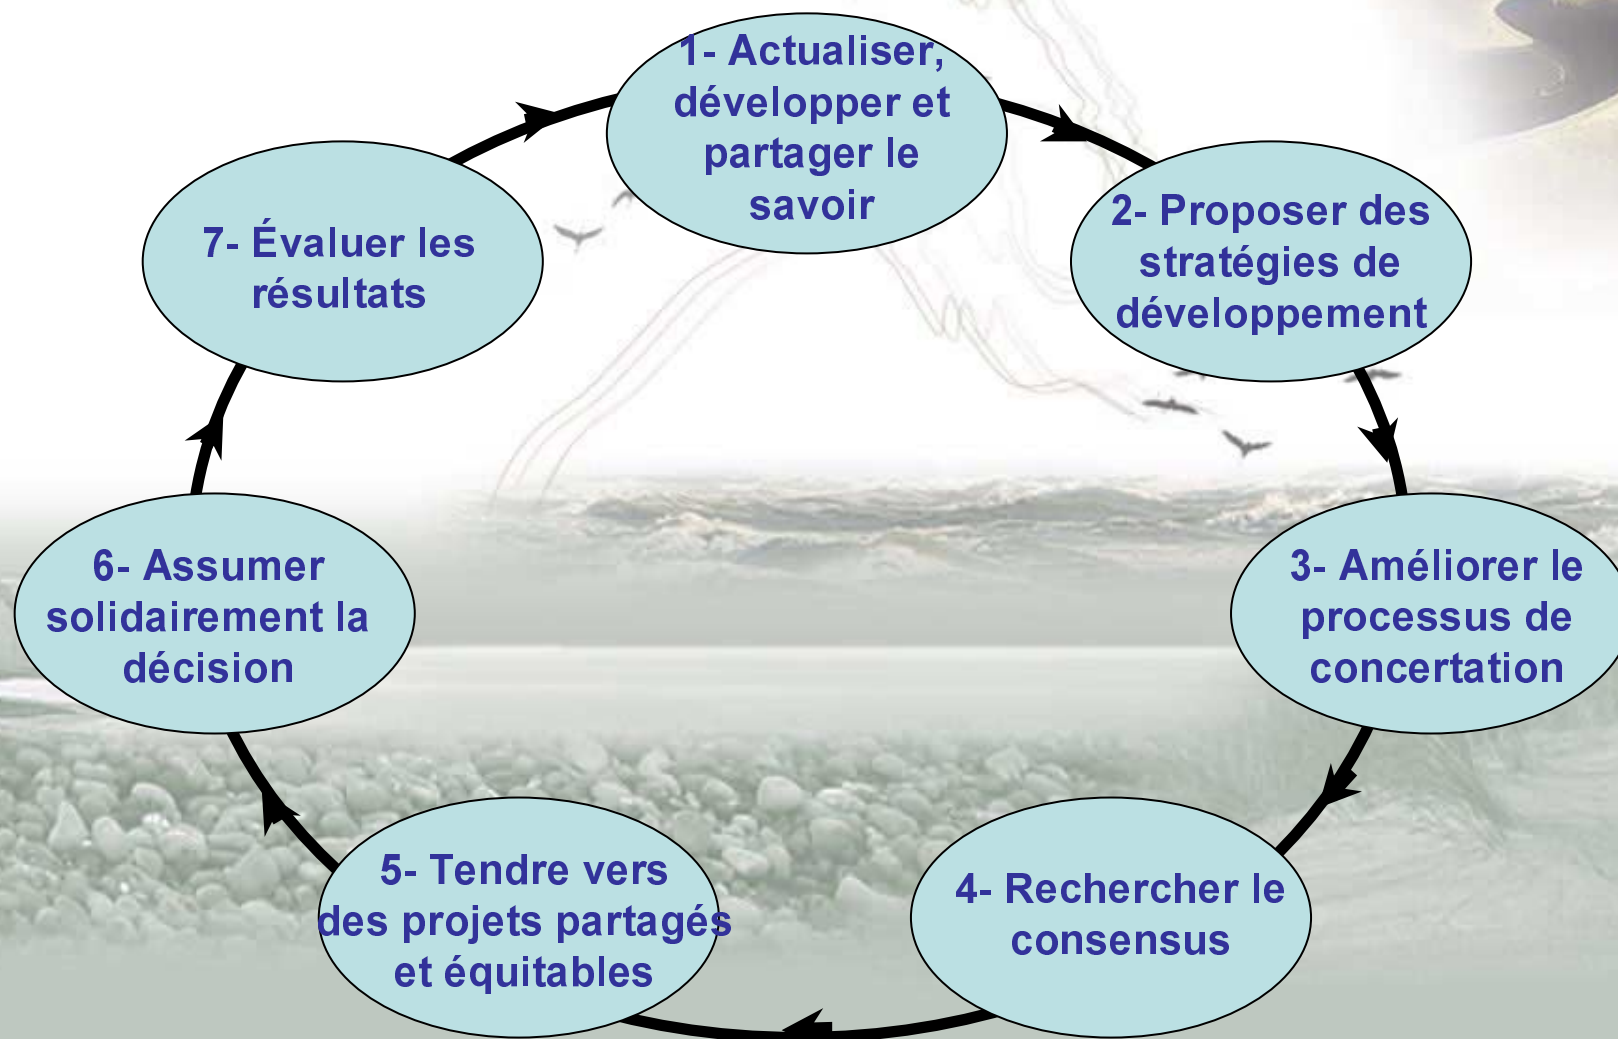 1- Actualiser,
développer et
partager le
savoir
2- Proposer des
stratégies de
développement
3- Améliorer le
processus de
concertation
4- Rechercher le
consensus
5- Tendre vers
des projets partagés
et équitables
6- Assumer
solidairement la
décision
7- Évaluer les
résultats